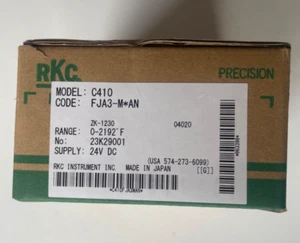 RKC
PRECISION
MODEL: C410
CODE: FJA3-M*AN
ZK-1230 04020
RANGE: 0-2192°F
No: 23K29001
SUPPLY: 24V DC
(USA 574-273-6099)
RKC INSTRUMENT INC. MADE IN JAPAN [[G]]